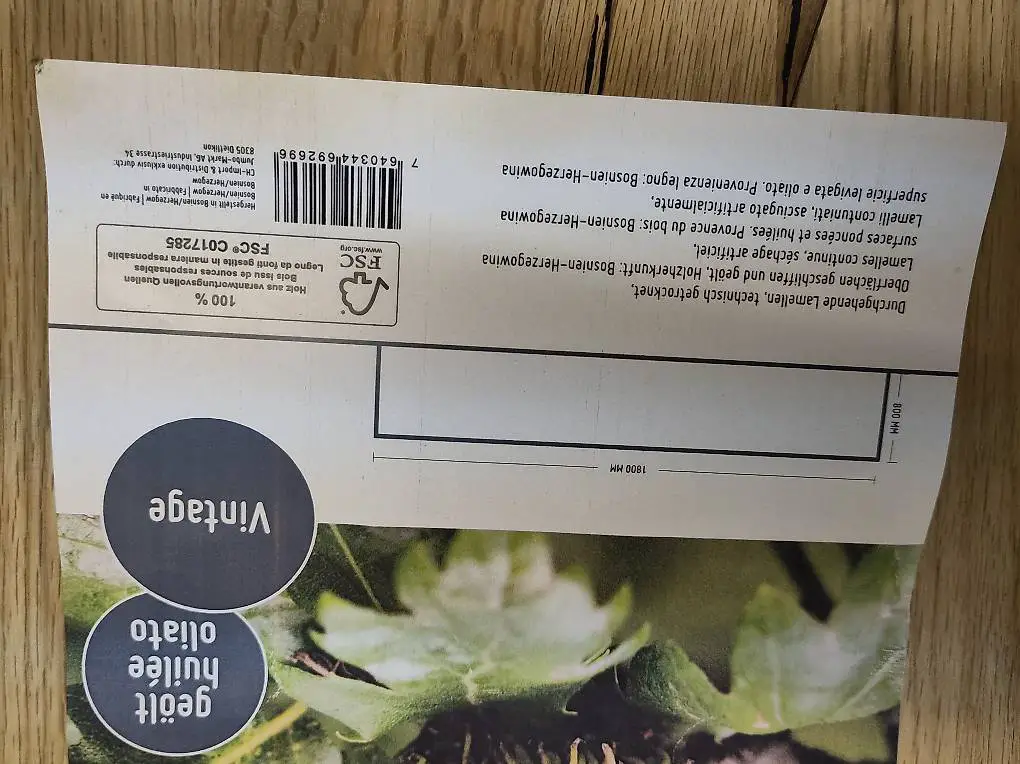 geölt
huilée
oliato
Vintage
1800 MM
800 MM
Durchgehende Lamellen, technisch getrocknet,
Oberflächen geschliffen und geölt, Holzherkunft: Bosnien-Herzegowina
Lamelles continue, sèchage artificiel,
surfaces poncées et huilées. Provence du bois: Bosnien-Herzegowina
Lamelli contuniati, asciugato artificialmente,
superficie levigata e oliato. Provenienza legno: Bosnien-Herzegowina
FSC
www.fsc.org
100 %
Holz aus verantwortungsvollen Quellen
Bois issu de sources responsables
Legno da fonti gestite in maniera responsabile
FSC® C017285
7 640344 692696
Hergestellt in Bosnien/Herzegow | Fabriqué en
Bosnien/Herzegow | Fabbricato in
Bosnien/Herzegow
CH-Import & Distribution exklusiv durch:
Jumbo-Markt AG, Industriestrasse 34
8305 Dietlikon